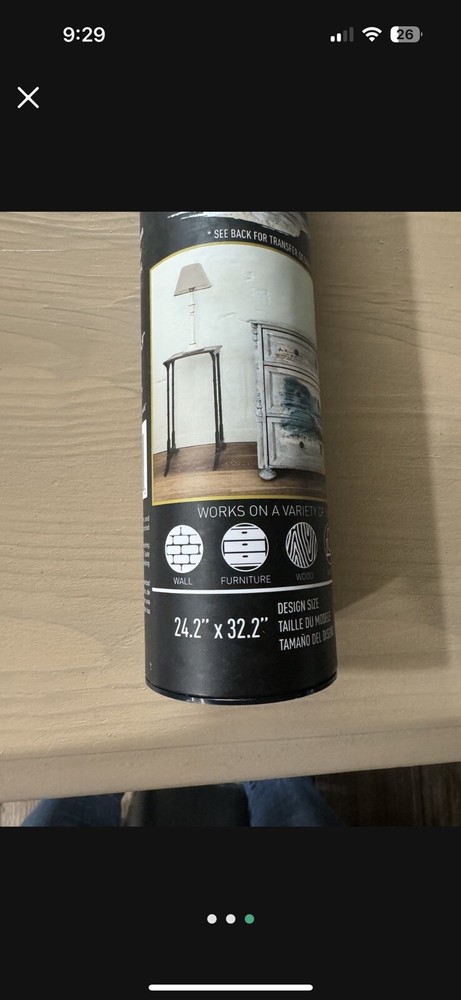 9:29
26
* SEE BACK FOR TRANSFER
WORKS ON A VARIETY OF
WALL
FURNITURE
WOOD
24.2” x 32.2”
DESIGN SIZE
TAILLE DU MODÈLE
TAMAÑO DEL